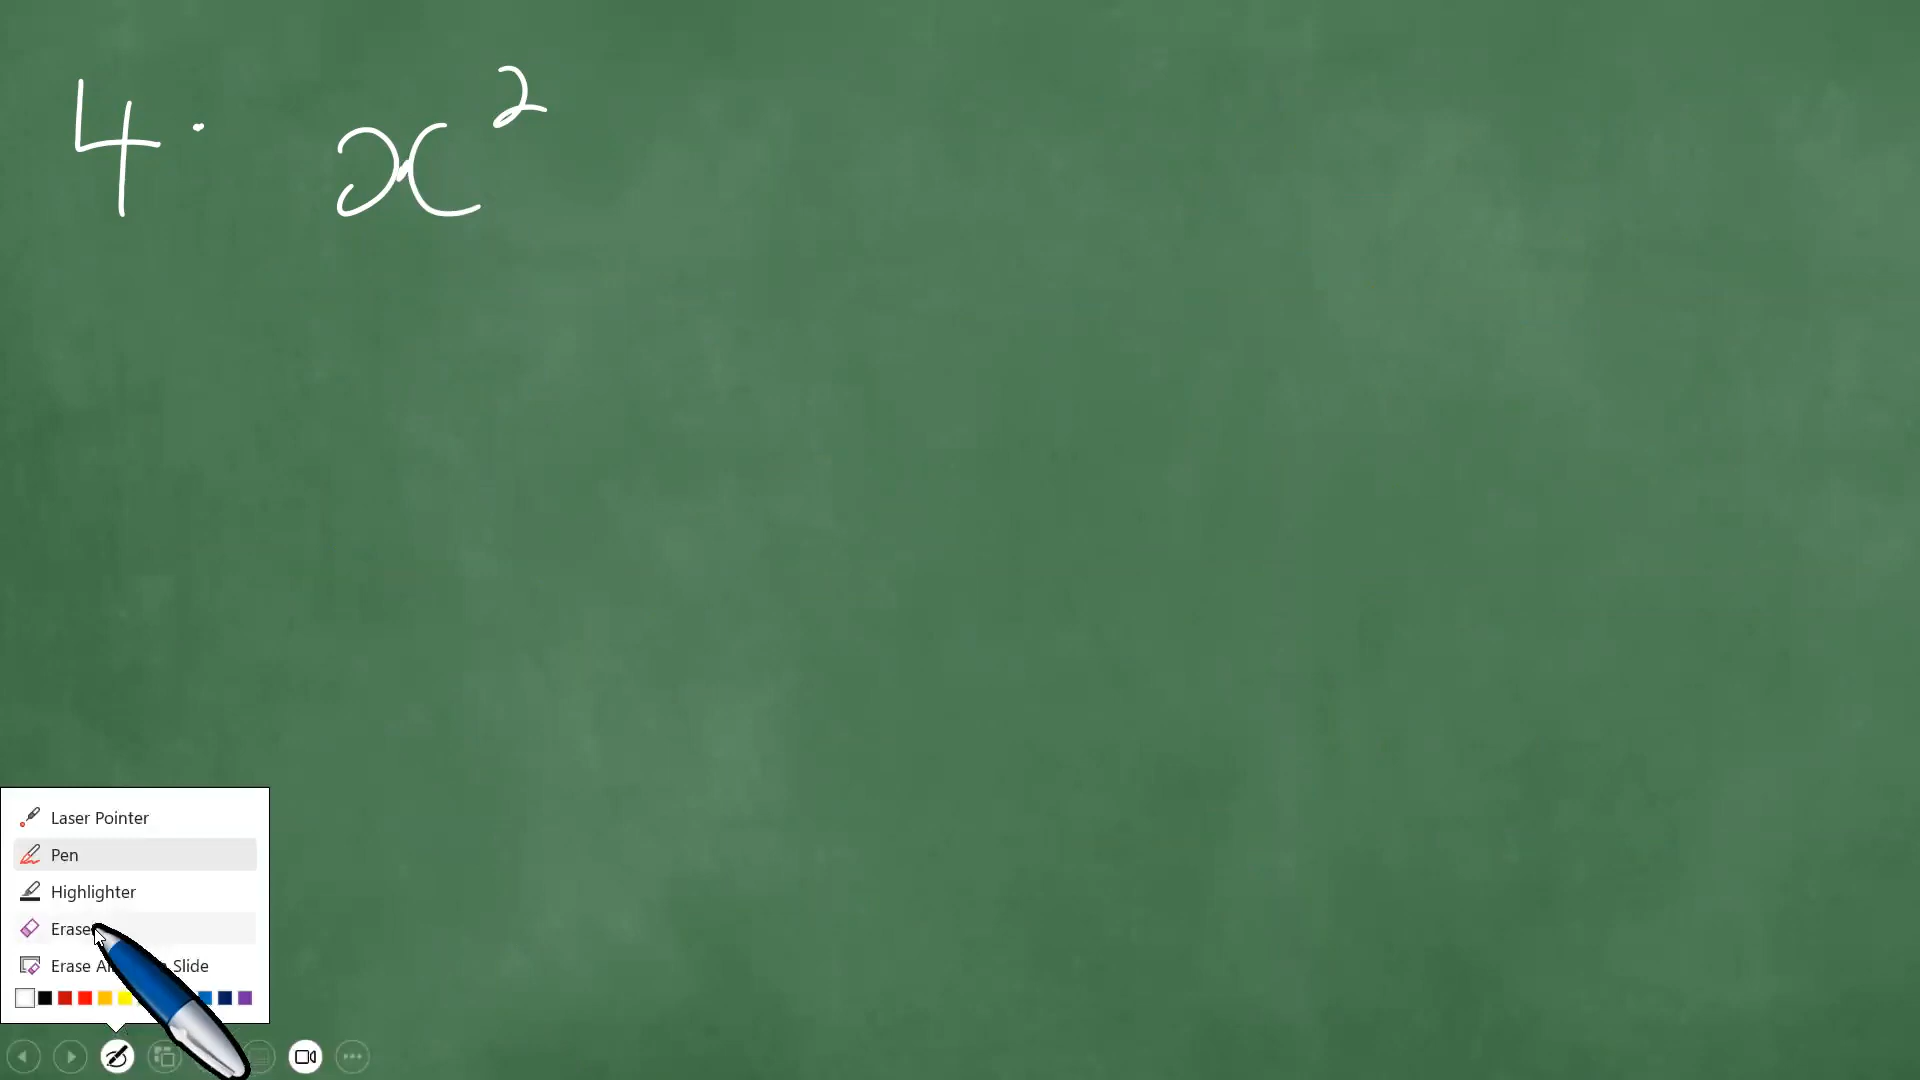 4. x²
Laser Pointer
Pen
Highlighter
Erase
Erase Slide